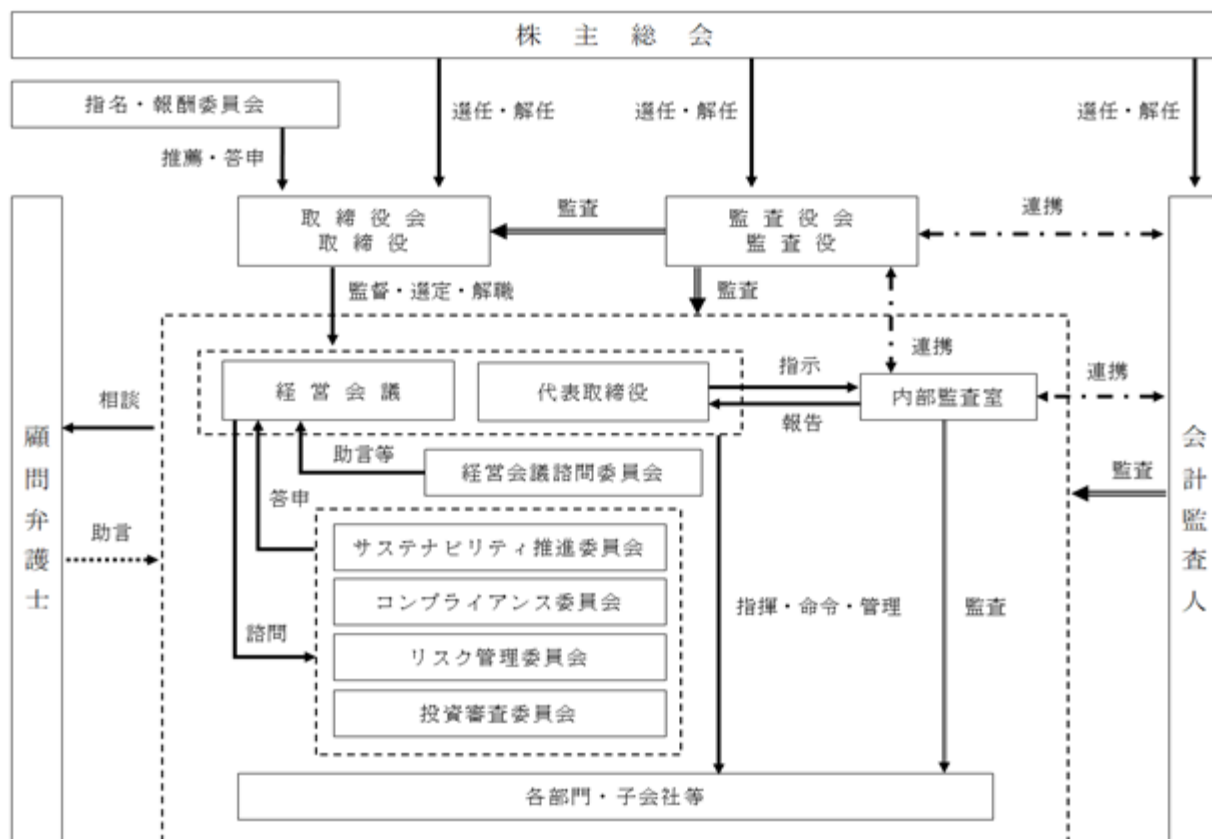 株主総会
指名・報酬委員会
選任・解任
選任・解任
選任・解任
推薦・答申
取締役会
取締役
監査
監査役会
監査役
連携
監督・選定・解職
監査
連携
経営会議
代表取締役
指示
報告
内部監査室
連携
相談
助言等
経営会議諮問委員会
答申
監査
顧問弁護士
会計監査人
助言
サステナビリティ推進委員会
コンプライアンス委員会
指揮・命令・管理
監査
諮問
リスク管理委員会
投資審査委員会
各部門・子会社等